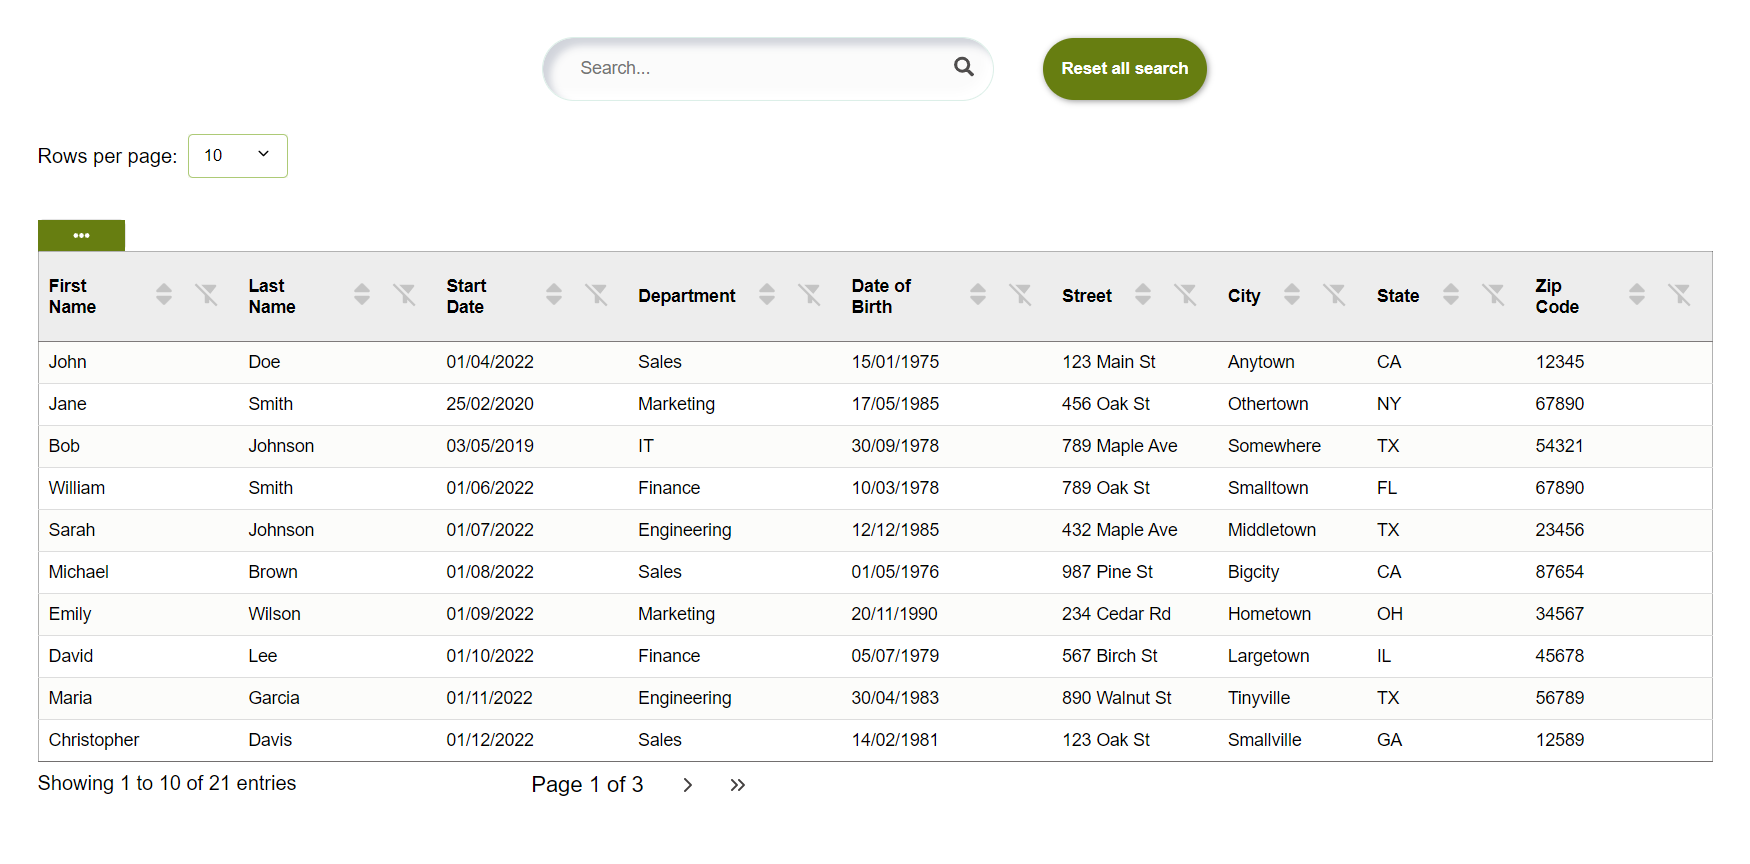 Search...
Reset all search
Rows per page: 10
First Name Last Name Start Date Department Date of Birth Street City State Zip Code
John Doe 01/04/2022 Sales 15/01/1975 123 Main St Anytown CA 12345
Jane Smith 25/02/2020 Marketing 17/05/1985 456 Oak St Othertown NY 67890
Bob Johnson 03/05/2019 IT 30/09/1978 789 Maple Ave Somewhere TX 54321
William Smith 01/06/2022 Finance 10/03/1978 789 Oak St Smalltown FL 67890
Sarah Johnson 01/07/2022 Engineering 12/12/1985 432 Maple Ave Middletown TX 23456
Michael Brown 01/08/2022 Sales 01/05/1976 987 Pine St Bigcity CA 87654
Emily Wilson 01/09/2022 Marketing 20/11/1990 234 Cedar Rd Hometown OH 34567
David Lee 01/10/2022 Finance 05/07/1979 567 Birch St Largetown IL 45678
Maria Garcia 01/11/2022 Engineering 30/04/1983 890 Walnut St Tinyville TX 56789
Christopher Davis 01/12/2022 Sales 14/02/1981 123 Oak St Smallville GA 12589
Showing 1 to 10 of 21 entries
Page 1 of 3